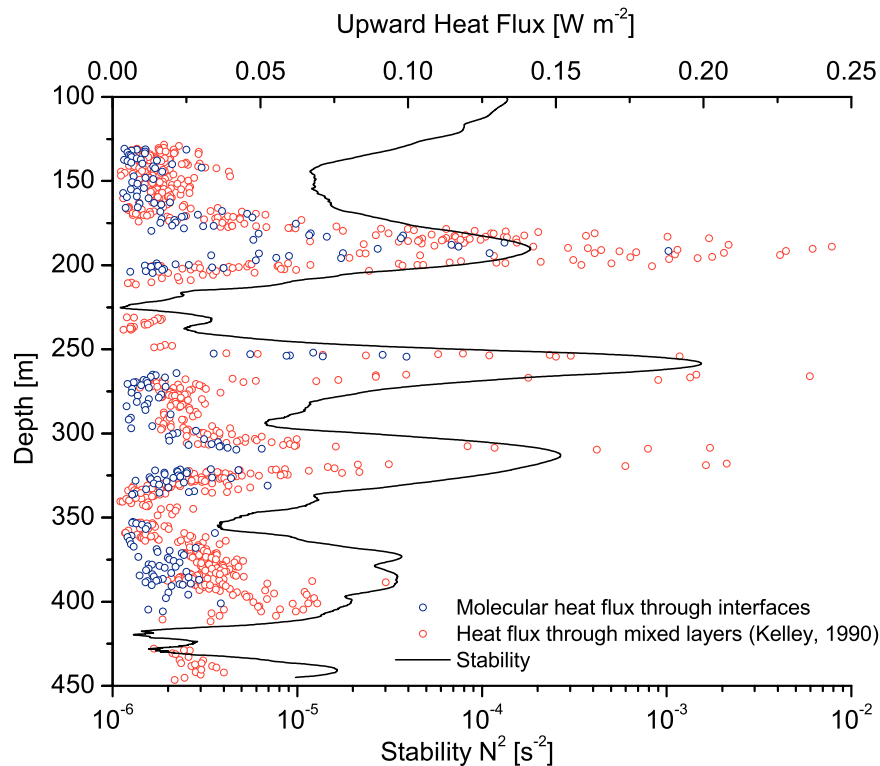 Upward Heat Flux [W m⁻²]
0.00 0.05 0.10 0.15 0.20 0.25
100
150
200
250
300
350
400
450
Depth [m]
Molecular heat flux through interfaces
Heat flux through mixed layers (Kelley, 1990)
Stability
10⁻⁶ 10⁻⁵ 10⁻⁴ 10⁻³ 10⁻²
Stability N² [s⁻²]